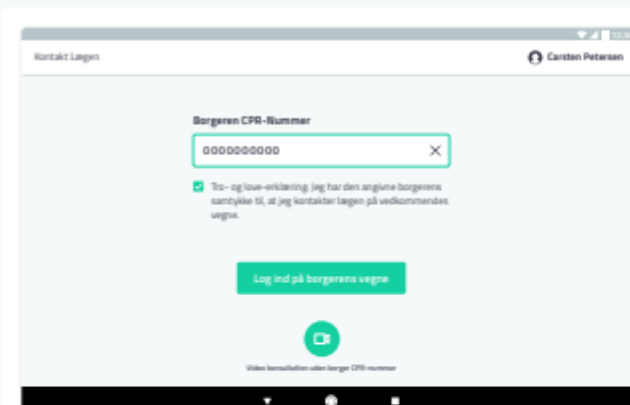 Kontakt Lægen
Carsten Petersen
Borgeren CPR-Nummer
0000000000
Tro- og love-erklæring: Jeg har den angivne borgerens
samtykke til, at jeg kontakter lægen på vedkommendes
vegne.
Log ind på borgerens vegne
Video konsultation uden borger CPR-nummer